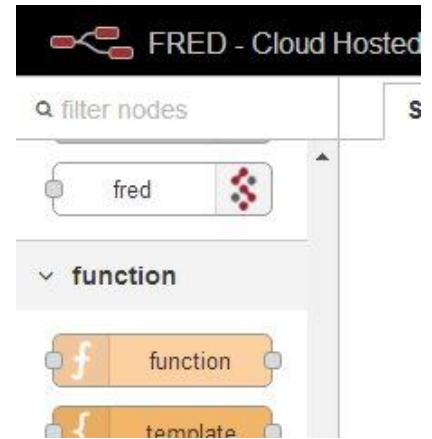 FRED - Cloud Hosted
filter nodes
S
fred
function
function
template